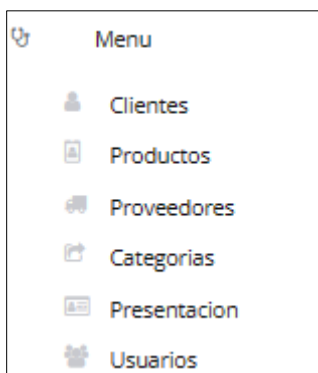 Menu
Clientes
Productos
Proveedores
Categorias
Presentacion
Usuarios